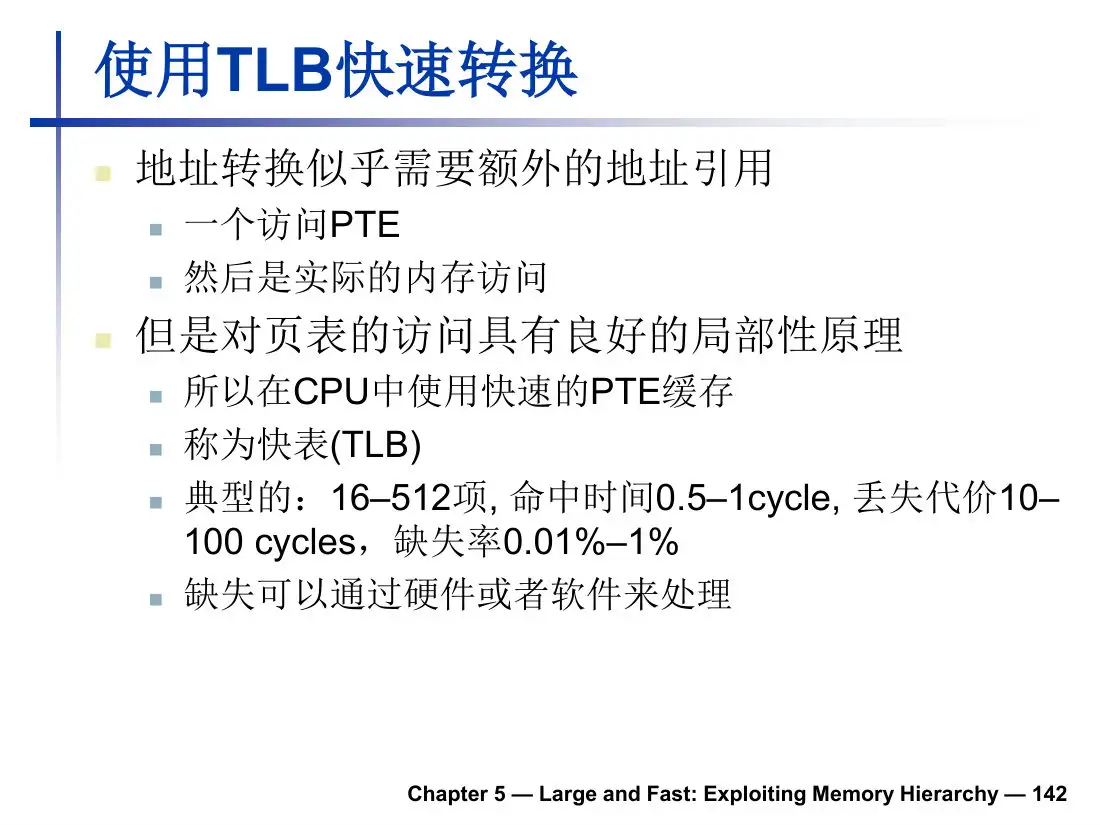 使用TLB快速转换
地址转换似乎需要额外的地址引用
一个访问PTE
然后是实际的内存访问
但是对页表的访问具有良好的局部性原理
所以在CPU中使用快速的PTE缓存
称为快表(TLB)
典型的：16–512项, 命中时间0.5–1cycle, 丢失代价10–
100 cycles，缺失率0.01%–1%
缺失可以通过硬件或者软件来处理
Chapter 5 — Large and Fast: Exploiting Memory Hierarchy — 142